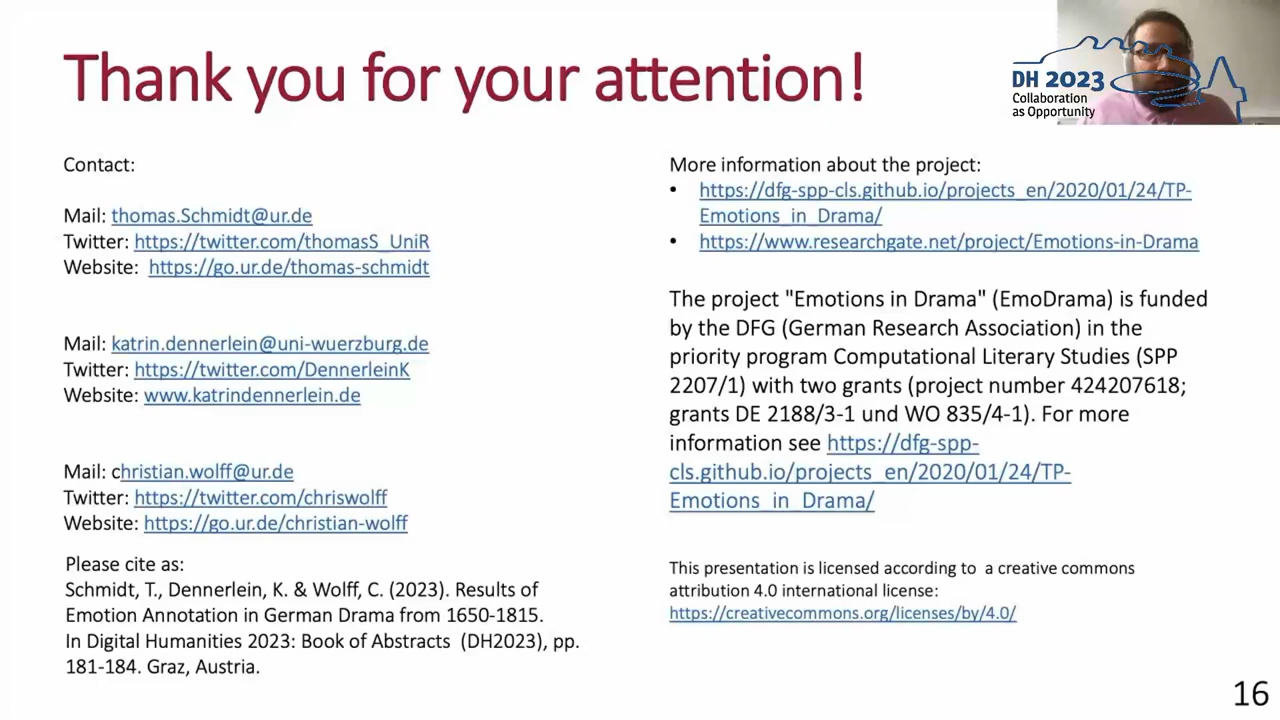 Thank you for your attention!
DH 2023
Collaboration
as Opportunity
Contact:
Mail: thomas.Schmidt@ur.de
Twitter: https://twitter.com/thomasS_UniR
Website: https://go.ur.de/thomas-schmidt
Mail: katrin.dennerlein@uni-wuerzburg.de
Twitter: https://twitter.com/DennerleinK
Website: www.katrindennerlein.de
Mail: christian.wolff@ur.de
Twitter: https://twitter.com/chriswolff
Website: https://go.ur.de/christian-wolff
Please cite as:
Schmidt, T., Dennerlein, K. & Wolff, C. (2023). Results of
Emotion Annotation in German Drama from 1650-1815.
In Digital Humanities 2023: Book of Abstracts (DH2023), pp.
181-184. Graz, Austria.
More information about the project:
• https://dfg-spp-cls.github.io/projects_en/2020/01/24/TP-
Emotions_in_Drama/
• https://www.researchgate.net/project/Emotions-in-Drama
The project "Emotions in Drama" (EmoDrama) is funded
by the DFG (German Research Association) in the
priority program Computational Literary Studies (SPP
2207/1) with two grants (project number 424207618;
grants DE 2188/3-1 und WO 835/4-1). For more
information see https://dfg-spp-
cls.github.io/projects_en/2020/01/24/TP-
Emotions_in_Drama/
This presentation is licensed according to a creative commons
attribution 4.0 international license:
https://creativecommons.org/licenses/by/4.0/
16